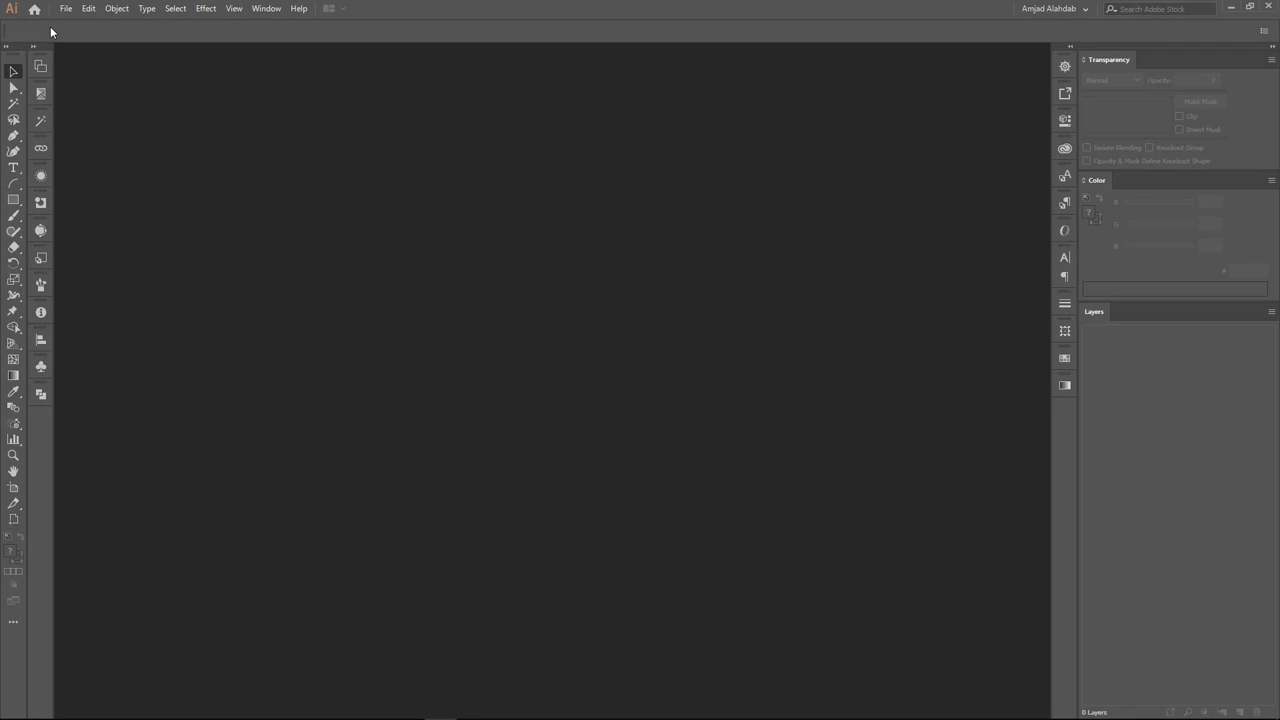 Ai File Edit Object Type Select Effect View Window Help Amjad Alahdab Search Adobe Stock
Transparency
Normal Opacity:
Make Mask
Clip
Invert Mask
Isolate Blending Knockout Group
Opacity & Mask Define Knockout Shape
Color
R
G
B
#
Layers
0 Layers